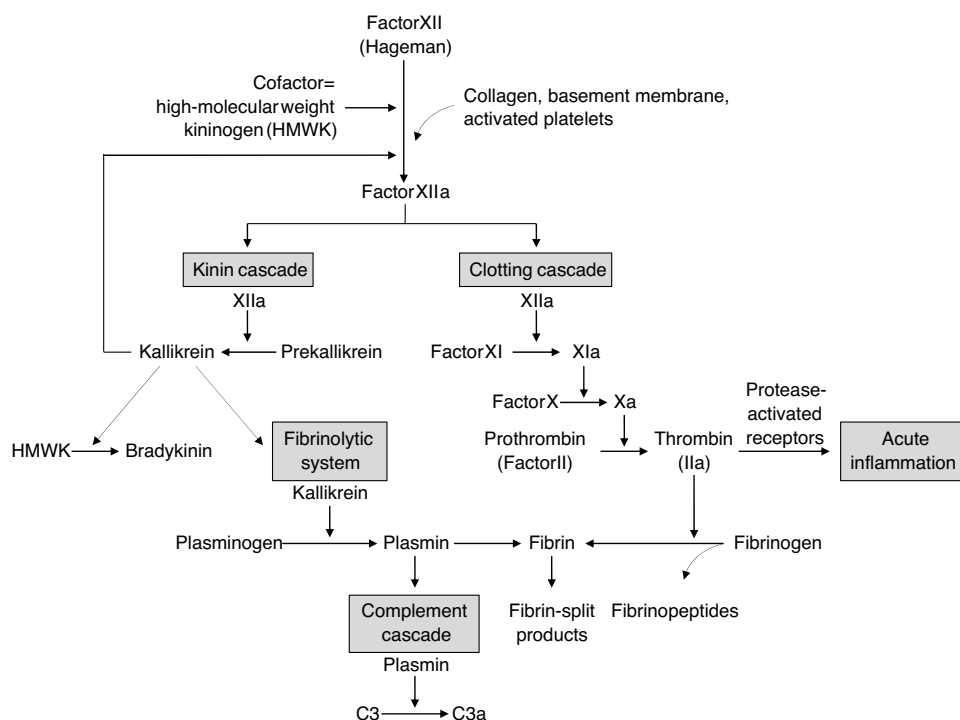 FactorXII
(Hageman)
Cofactor=
high-molecular weight
kininogen (HMWK)
Collagen, basement membrane,
activated platelets
FactorXIIa
Kinin cascade
Clotting cascade
XIIa
XIIa
Kallikrein
Prekallikrein
FactorXI
XIa
FactorX
Xa
Protease-
activated
receptors
HMWK
Bradykinin
Fibrinolytic
system
Prothrombin
(FactorII)
Thrombin
(IIa)
Acute
inflammation
Kallikrein
Plasminogen
Plasmin
Fibrin
Fibrinogen
Complement
cascade
Fibrin-split
products
Fibrinopeptides
Plasmin
C3
C3a